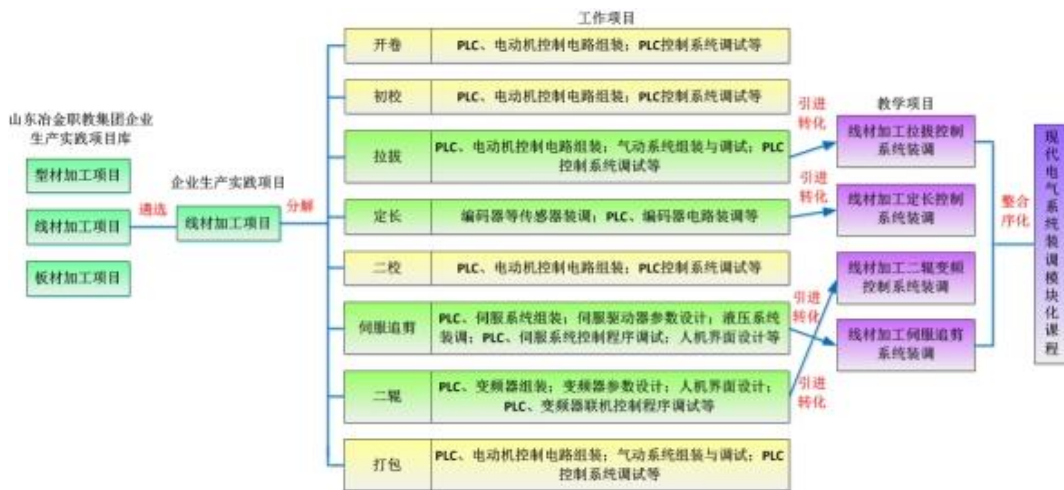 山东冶金职教集团企业
生产实践项目库
型材加工项目
线材加工项目
板材加工项目
遴选
企业生产实践项目
线材加工项目
分解
工作项目
开卷
PLC、电动机控制电路组装；PLC控制系统调试等
初校
PLC、电动机控制电路组装；PLC控制系统调试等
拉拔
PLC、电动机控制电路组装；气动系统组装与调试；PLC
控制系统调试等
定长
编码器等传感器装调；PLC、编码器电路装调等
二校
PLC、电动机控制电路组装；PLC控制系统调试等
伺服追剪
PLC、伺服系统组装；伺服驱动器参数设计；液压系统
装调；PLC、伺服系统控制程序调试；人机界面设计等
二辊
PLC、变频器组装；变频器参数设计；人机界面设计；
PLC、变频器联机控制程序调试等
打包
PLC、电动机控制电路组装；气动系统组装与调试；PLC
控制系统调试等
引进
转化
引进
转化
引进
转化
引进
转化
教学项目
线材加工拉拔控制
系统装调
线材加工定长控制
系统装调
线材加工二辊变频
控制系统装调
线材加工伺服追剪
系统装调
整合
序化
现代电气系统装调模块化课程